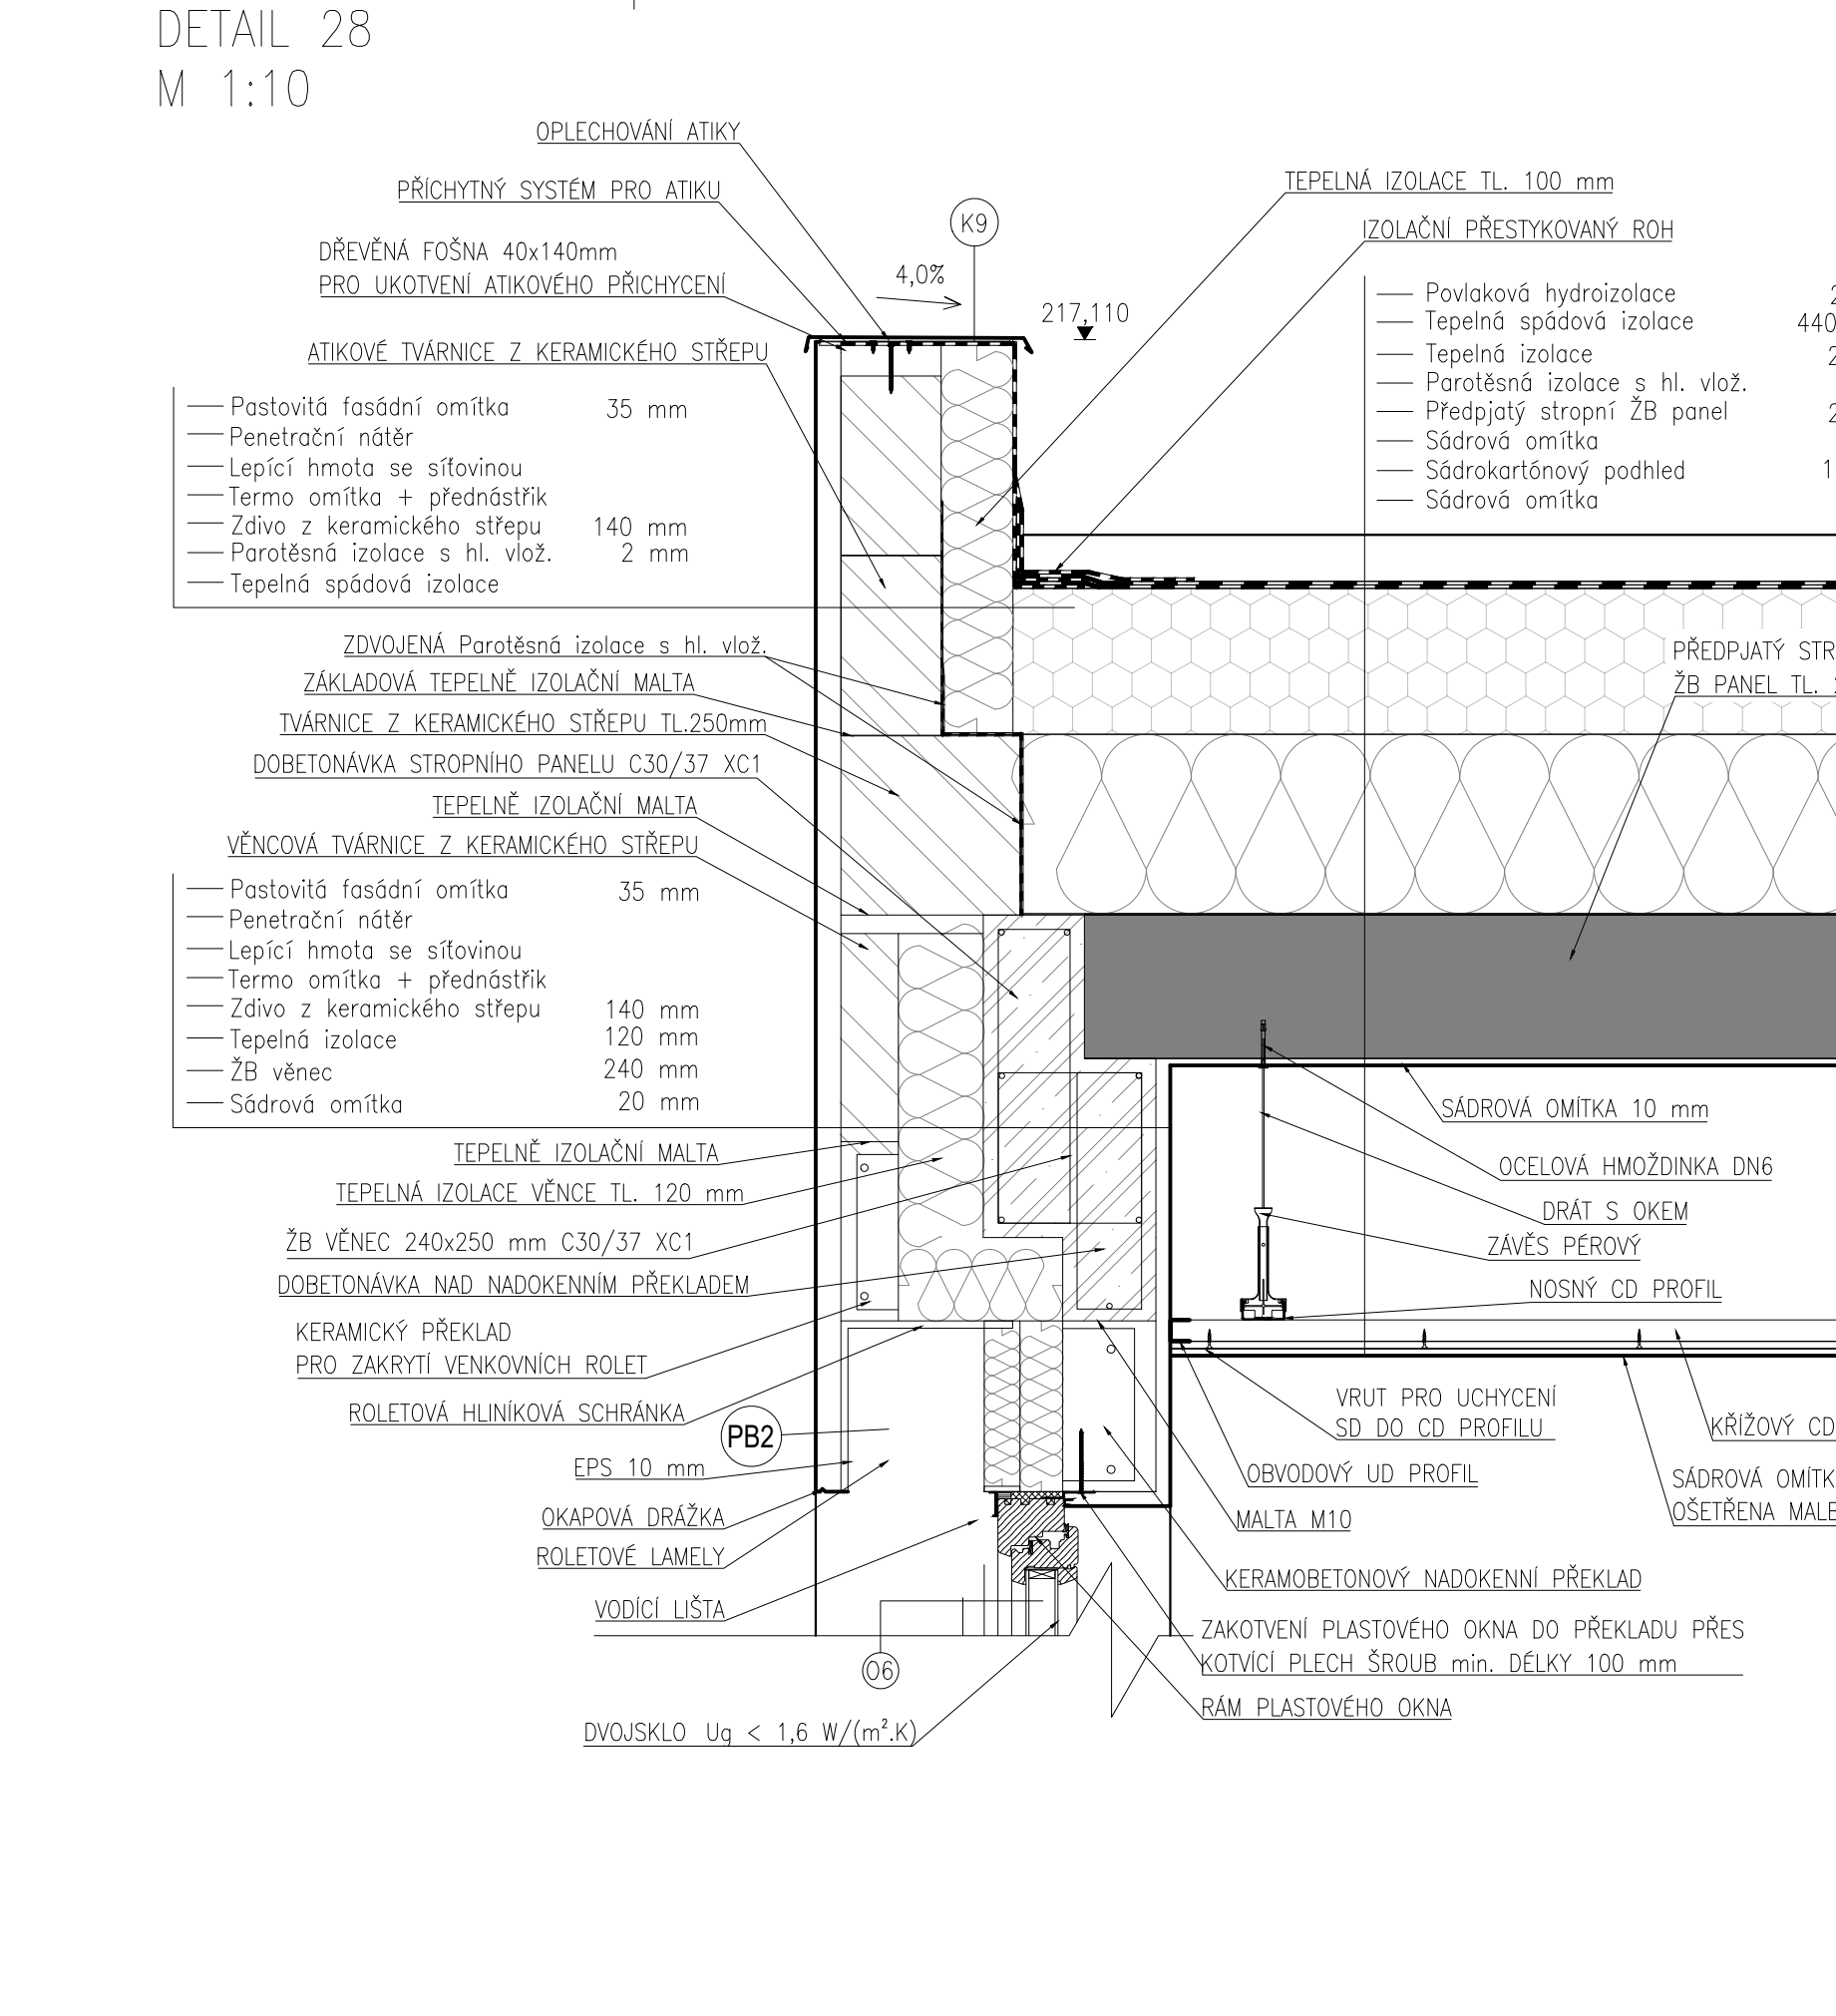 DETAIL 28
M 1:10
OPLECHOVÁNÍ ATIKY
PŘÍCHYTNÝ SYSTÉM PRO ATIKU
DŘEVĚNÁ FOŠNA 40x140mm
PRO UKOTVENÍ ATIKOVÉHO PŘICHYCENÍ
ATIKOVÉ TVÁRNICE Z KERAMICKÉHO STŘEPU
K9
4,0%
217,110
TEPELNÁ IZOLACE TL. 100 mm
IZOLAČNÍ PŘESTYKOVANÝ ROH
Povlaková hydroizolace 2
Tepelná spádová izolace 440
Tepelná izolace 2
Parotěsná izolace s hl. vlož.
Předpjatý stropní ŽB panel 2
Sádrová omítka
Sádrokartónový podhled 1
Sádrová omítka
Pastovitá fasádní omítka 35 mm
Penetrační nátěr
Lepící hmota se síťovinou
Termo omítka + přednástřik
Zdivo z keramického střepu 140 mm
Parotěsná izolace s hl. vlož. 2 mm
Tepelná spádová izolace
ZDVOJENÁ Parotěsná izolace s hl. vlož.
ZÁKLADOVÁ TEPELNĚ IZOLAČNÍ MALTA
TVÁRNICE Z KERAMICKÉHO STŘEPU TL.250mm
DOBETONÁVKA STROPNÍHO PANELU C30/37 XC1
TEPELNĚ IZOLAČNÍ MALTA
VĚNCOVÁ TVÁRNICE Z KERAMICKÉHO STŘEPU
PŘEDPJATÝ STR
ŽB PANEL TL.
Pastovitá fasádní omítka 35 mm
Penetrační nátěr
Lepící hmota se síťovinou
Termo omítka + přednástřik
Zdivo z keramického střepu 140 mm
Tepelná izolace 120 mm
ŽB věnec 240 mm
Sádrová omítka 20 mm
TEPELNĚ IZOLAČNÍ MALTA
TEPELNÁ IZOLACE VĚNCE TL. 120 mm
ŽB VĚNEC 240x250 mm C30/37 XC1
DOBETONÁVKA NAD NADOKENNÍM PŘEKLADEM
KERAMICKÝ PŘEKLAD
PRO ZAKRYTÍ VENKOVNÍCH ROLET
ROLETOVÁ HLINÍKOVÁ SCHRÁNKA
PB2
EPS 10 mm
OKAPOVÁ DRÁŽKA
ROLETOVÉ LAMELY
VODÍCÍ LIŠTA
O6
DVOJSKLO Ug < 1,6 W/(m².K)
SÁDROVÁ OMÍTKA 10 mm
OCELOVÁ HMOŽDINKA DN6
DRÁT S OKEM
ZÁVĚS PÉROVÝ
NOSNÝ CD PROFIL
VRUT PRO UCHYCENÍ
SD DO CD PROFILU
KŘÍŽOVÝ CD
OBVODOVÝ UD PROFIL
SÁDROVÁ OMÍTK
OŠETŘENA MALE
MALTA M10
KERAMOBETONOVÝ NADOKENNÍ PŘEKLAD
ZAKOTVENÍ PLASTOVÉHO OKNA DO PŘEKLADU PŘES
KOTVÍCÍ PLECH ŠROUB min. DÉLKY 100 mm
RÁM PLASTOVÉHO OKNA